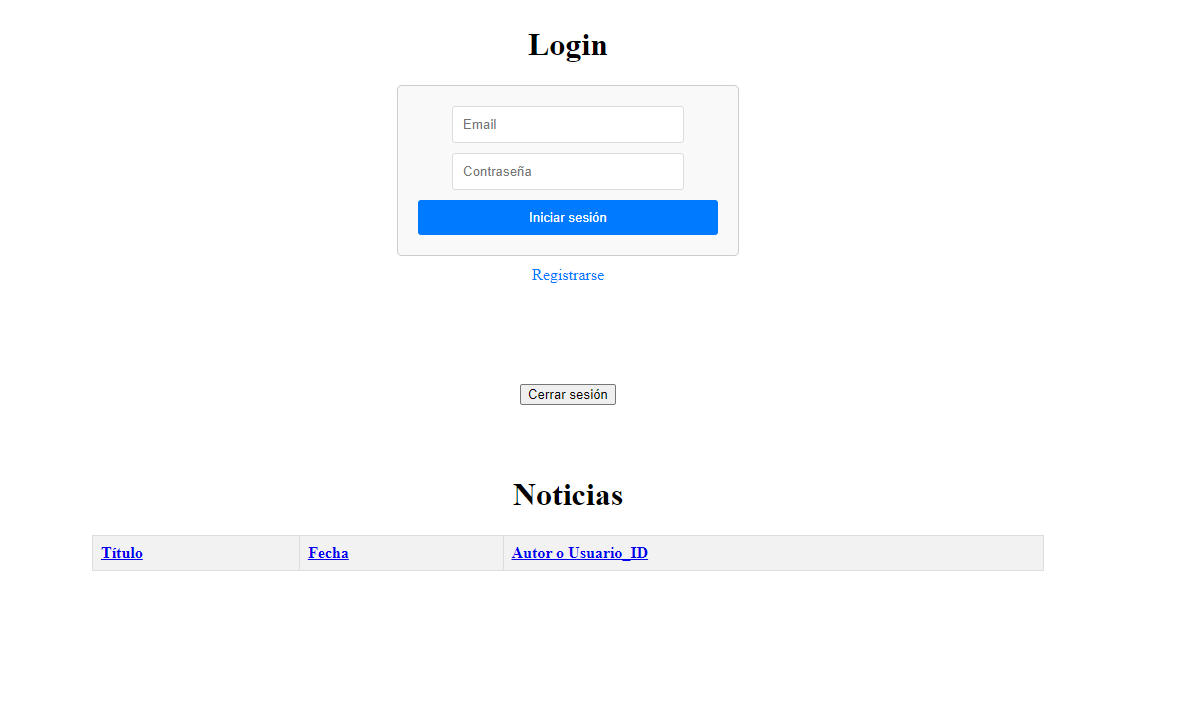 Login
Email
Contraseña
Iniciar sesión
Registrarse
Cerrar sesión
Noticias
Título Fecha Autor o Usuario_ID